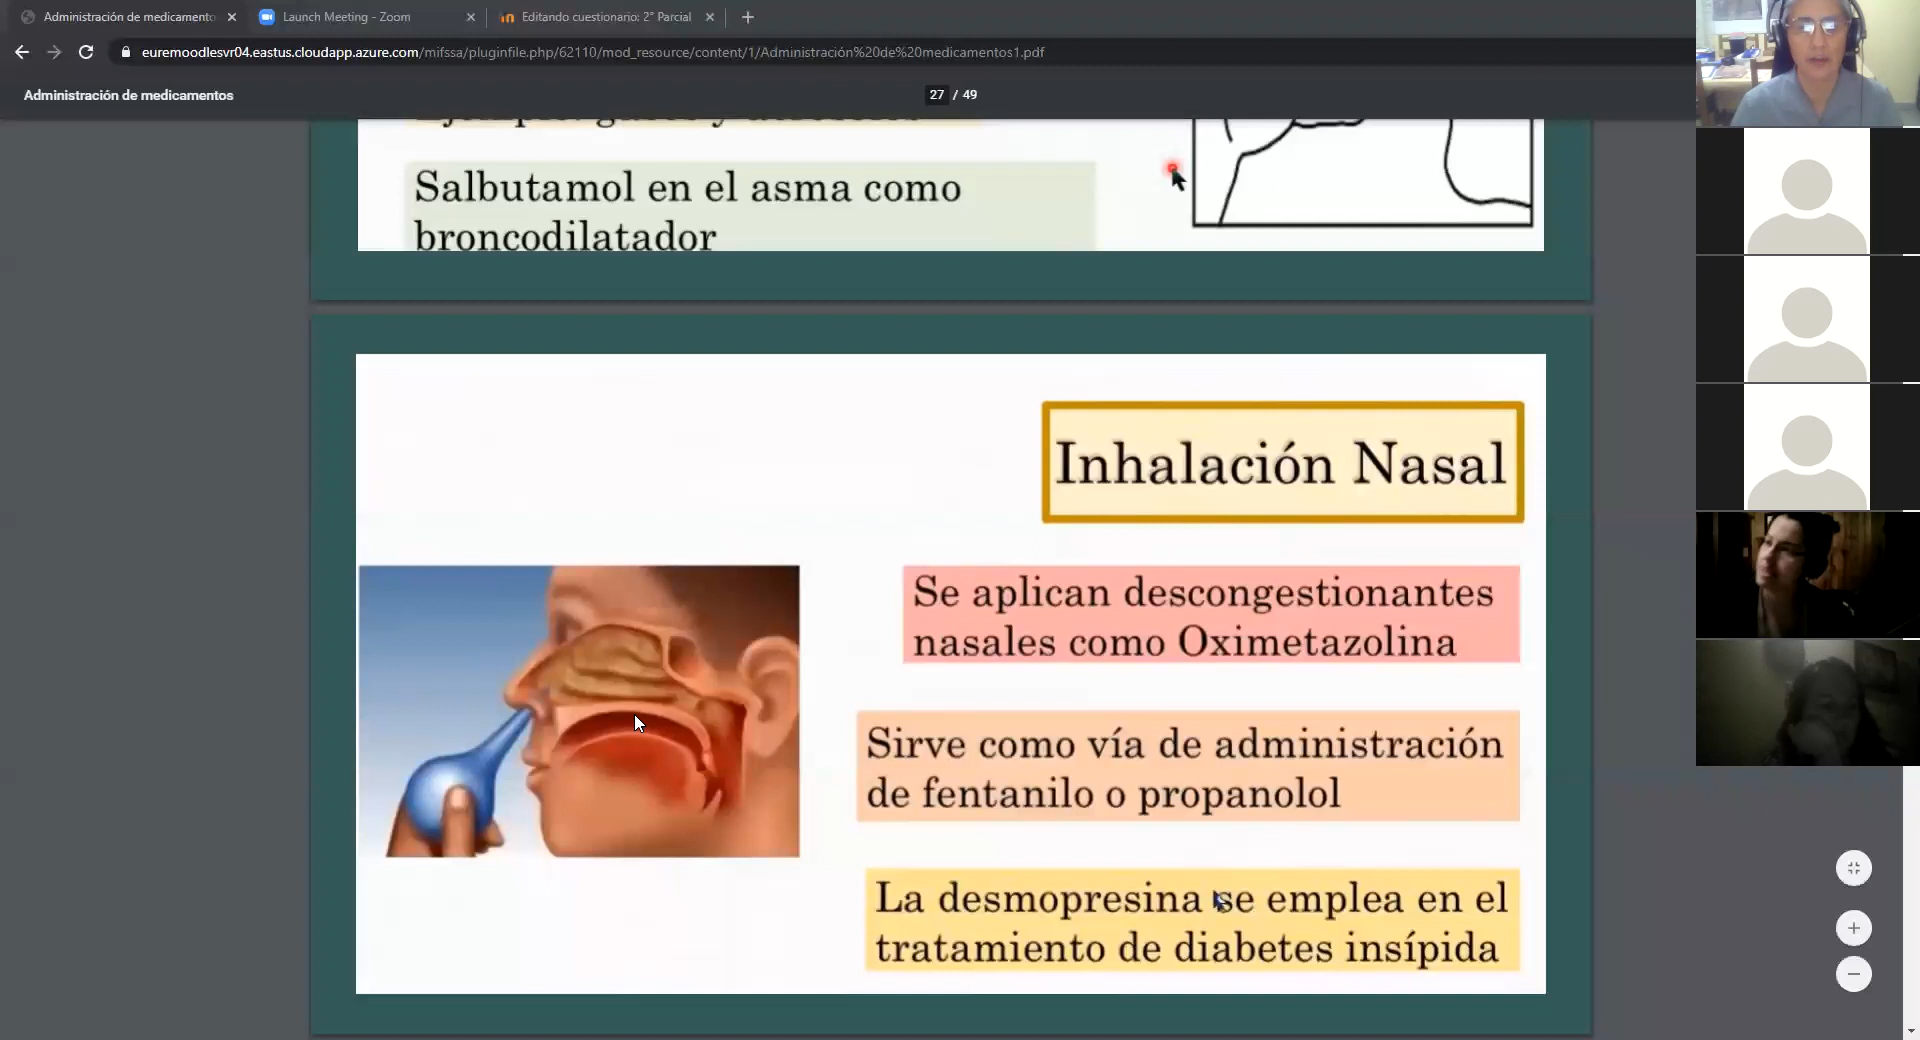 Administración de medicamento
Launch Meeting - Zoom
Editando cuestionario: 2° Parcial
euremoodlesvr04.eastus.cloudapp.azure.com/mifssa/pluginfile.php/62110/mod_resource/content/1/Administración%20de%20medicamentos1.pdf
Administración de medicamentos
27 / 49
Salbutamol en el asma como
broncodilatador
Inhalación Nasal
Se aplican descongestionantes
nasales como Oximetazolina
Sirve como vía de administración
de fentanilo o propanolol
La desmopresina se emplea en el
tratamiento de diabetes insípida